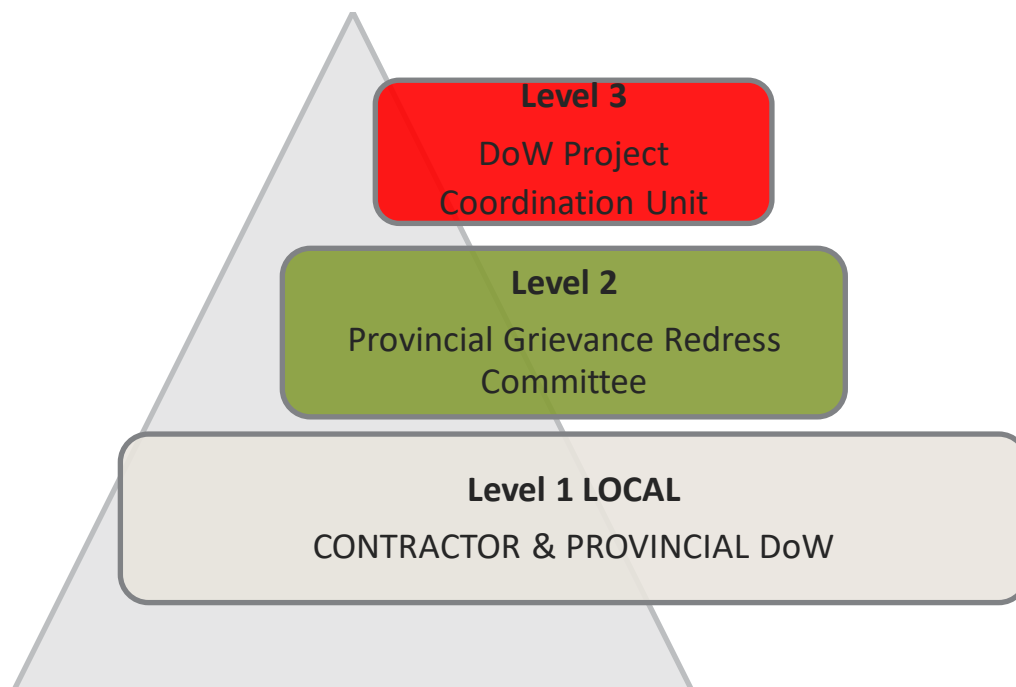 Level 3
DoW Project
Coordination Unit
Level 2
Provincial Grievance Redress
Committee
Level 1 LOCAL
CONTRACTOR & PROVINCIAL DoW